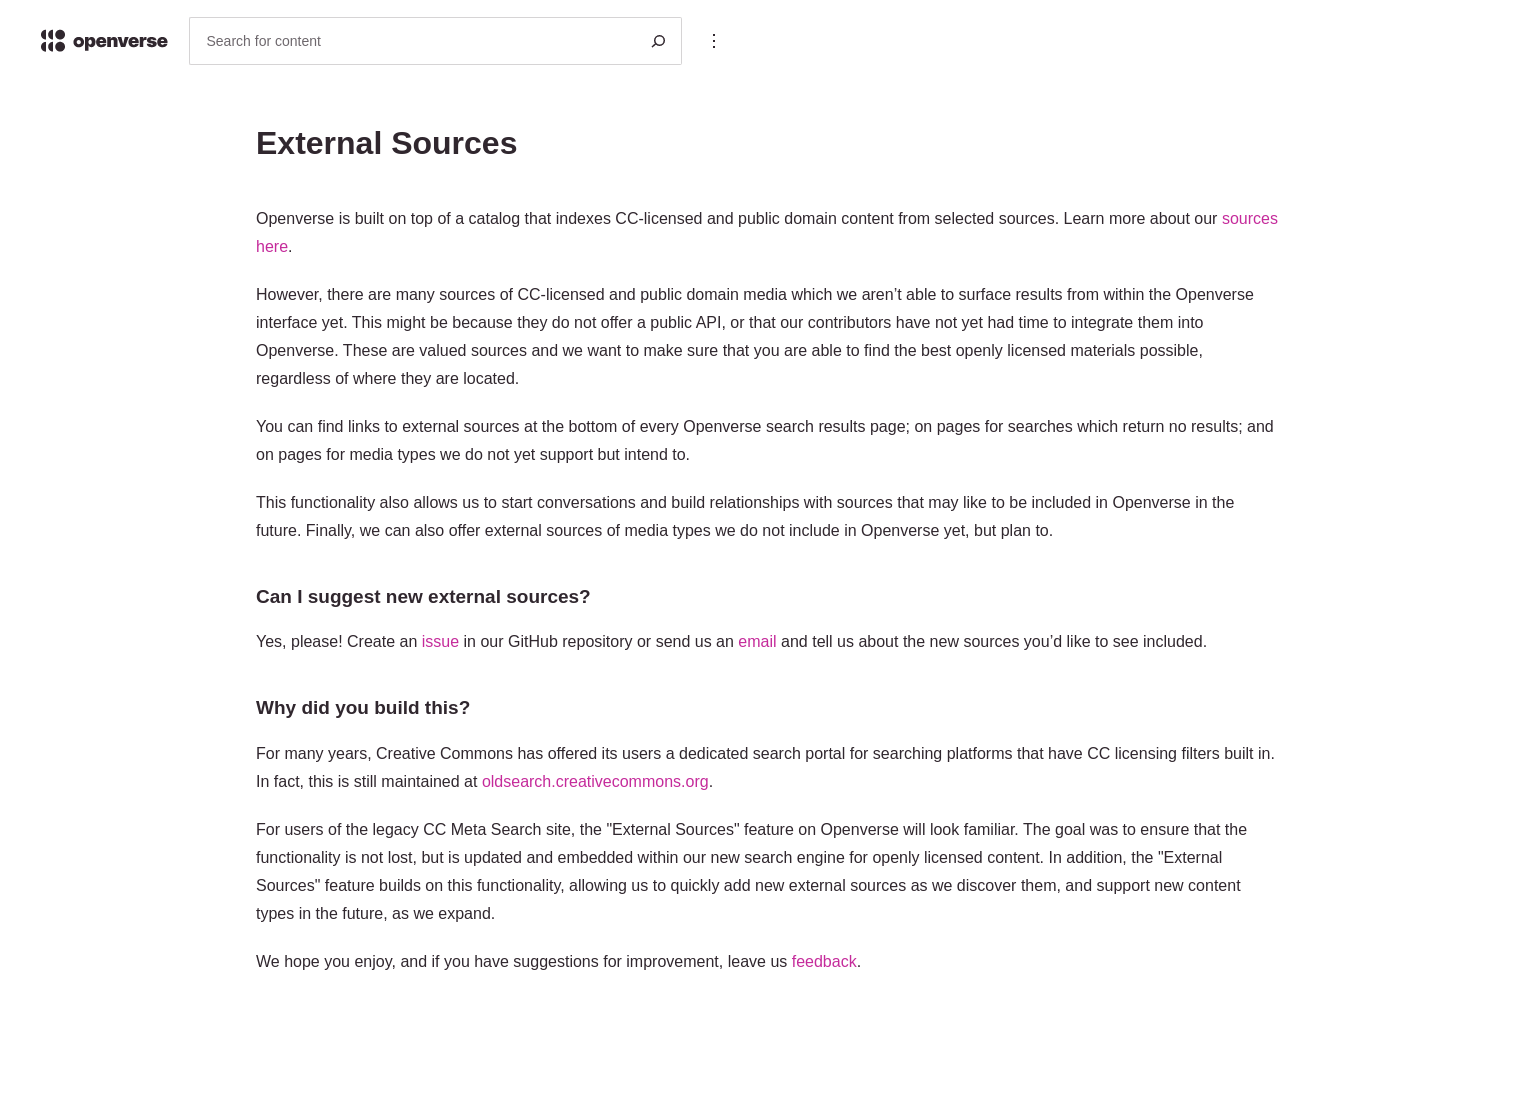 openverse
Search for content
External Sources
Openverse is built on top of a catalog that indexes CC-licensed and public domain content from selected sources. Learn more about our sources
here.
However, there are many sources of CC-licensed and public domain media which we aren’t able to surface results from within the Openverse
interface yet. This might be because they do not offer a public API, or that our contributors have not yet had time to integrate them into
Openverse. These are valued sources and we want to make sure that you are able to find the best openly licensed materials possible,
regardless of where they are located.
You can find links to external sources at the bottom of every Openverse search results page; on pages for searches which return no results; and
on pages for media types we do not yet support but intend to.
This functionality also allows us to start conversations and build relationships with sources that may like to be included in Openverse in the
future. Finally, we can also offer external sources of media types we do not include in Openverse yet, but plan to.
Can I suggest new external sources?
Yes, please! Create an issue in our GitHub repository or send us an email and tell us about the new sources you’d like to see included.
Why did you build this?
For many years, Creative Commons has offered its users a dedicated search portal for searching platforms that have CC licensing filters built in.
In fact, this is still maintained at oldsearch.creativecommons.org.
For users of the legacy CC Meta Search site, the "External Sources" feature on Openverse will look familiar. The goal was to ensure that the
functionality is not lost, but is updated and embedded within our new search engine for openly licensed content. In addition, the "External
Sources" feature builds on this functionality, allowing us to quickly add new external sources as we discover them, and support new content
types in the future, as we expand.
We hope you enjoy, and if you have suggestions for improvement, leave us feedback.